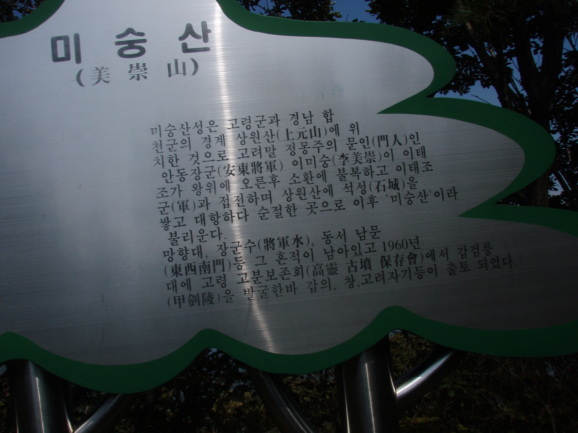 미숭산
(美崇山)
미숭산성은 고령군과 경남 합
천군의 경계 상원산(上元山)에 위
치한 것으로 고려말 정몽주의 문인(門人)인
안동장군(安東將軍) 이미숭(李美崇)이 이태
조가 왕위에 오른후 소환에 불복하고 이태조
군(軍)과 접전하며 상원산에 석성(石城)을
쌓고 대항하다 순절한 곳으로 이후 '미숭산'이라
불리운다.
망향대, 장군수(將軍水), 동서 남문
(東西南門)등 그 흔적이 남아있고 1960년
대에 고령 고분보존회(高靈 古墳 保存會)에서 갑검릉
(甲劍陵)을 발굴한바 갑의, 창,고려자기등이 출토 되었다.